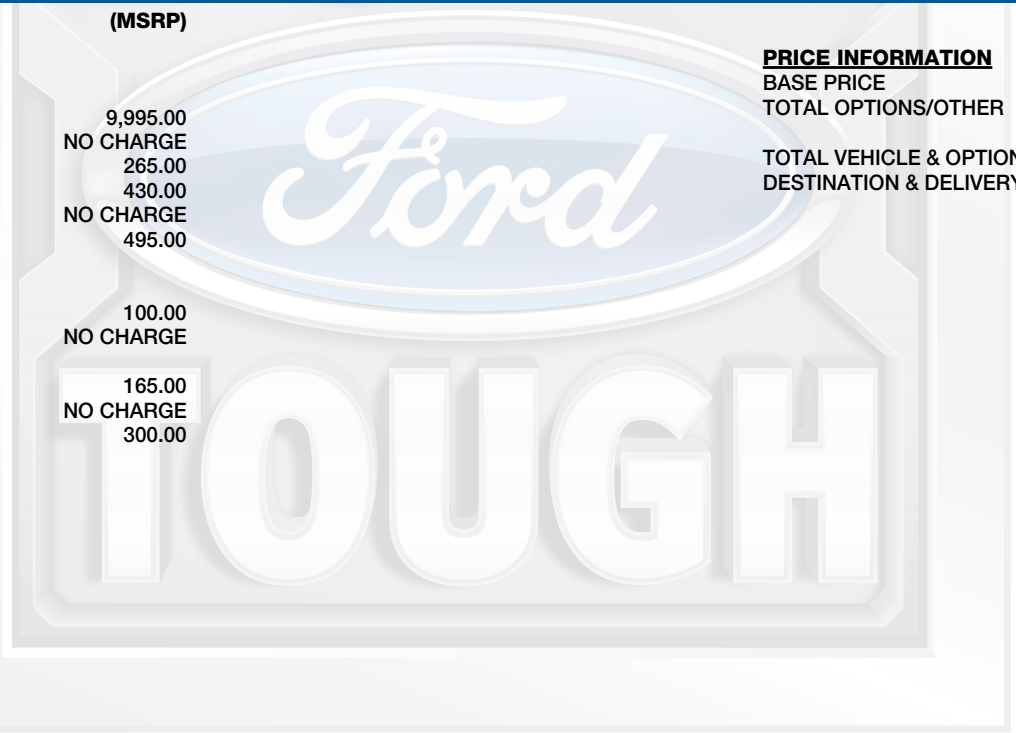 (MSRP)
9,995.00
NO CHARGE
265.00
430.00
NO CHARGE
495.00
100.00
NO CHARGE
165.00
NO CHARGE
300.00
PRICE INFORMATION
BASE PRICE
TOTAL OPTIONS/OTHER
TOTAL VEHICLE & OPTION
DESTINATION & DELIVERY
Ford
TOUGH